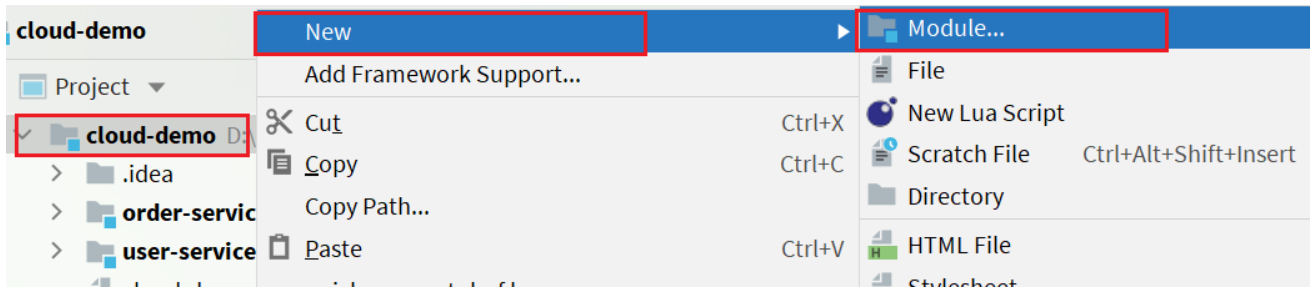 cloud-demo
Project
cloud-demo D:\
.idea
order-servic
user-service
New
Add Framework Support...
Cut Ctrl+X
Copy Ctrl+C
Copy Path...
Paste Ctrl+V
Module...
File
New Lua Script
Scratch File Ctrl+Alt+Shift+Insert
Directory
HTML File
Stylesheet